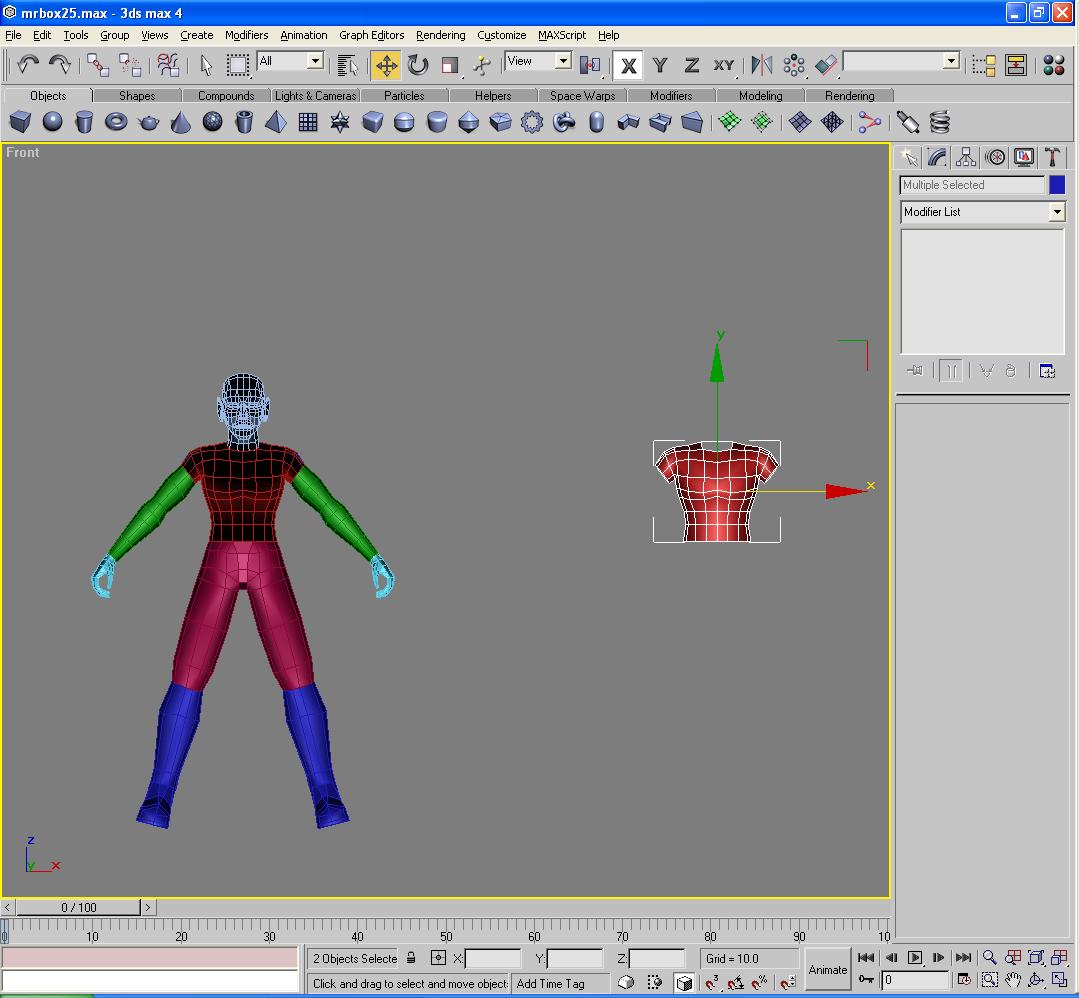 mrbox25.max - 3ds max 4
File Edit Tools Group Views Create Modifiers Animation Graph Editors Rendering Customize MAXScript Help
All View X Y Z XY
Objects Shapes Compounds Lights & Cameras Particles Helpers Space Warps Modifiers Modeling Rendering
Front
Multiple Selected
Modifier List
y
x
z
y x
< 0 / 100 >
0 10 20 30 40 50 60 70 80 90 10
2 Objects Selecte X: Y: Z: Grid = 10.0
Animate
Click and drag to select and move object: Add Time Tag
0